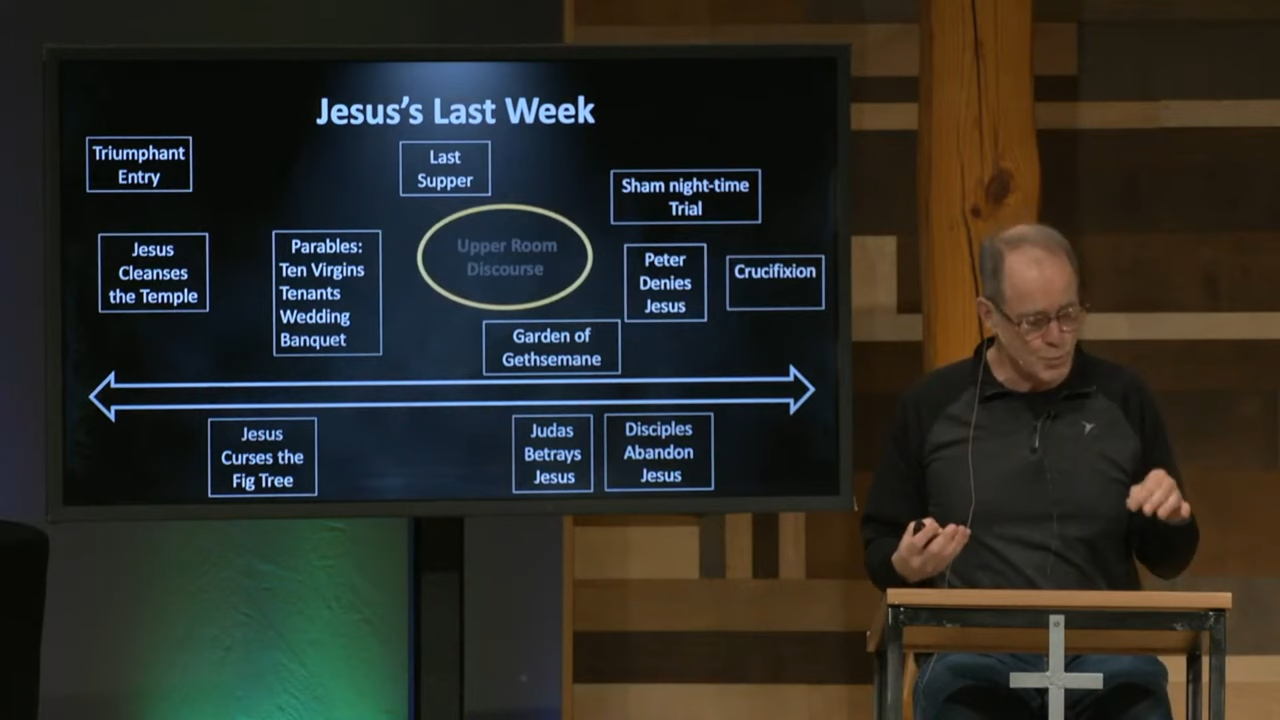 Jesus's Last Week
Triumphant
Entry
Last
Supper
Sham night-time
Trial
Jesus
Cleanses
the Temple
Parables:
Ten Virgins
Tenants
Wedding
Banquet
Upper Room
Discourse
Peter
Denies
Jesus
Crucifixion
Garden of
Gethsemane
Jesus
Curses the
Fig Tree
Judas
Betrays
Jesus
Disciples
Abandon
Jesus